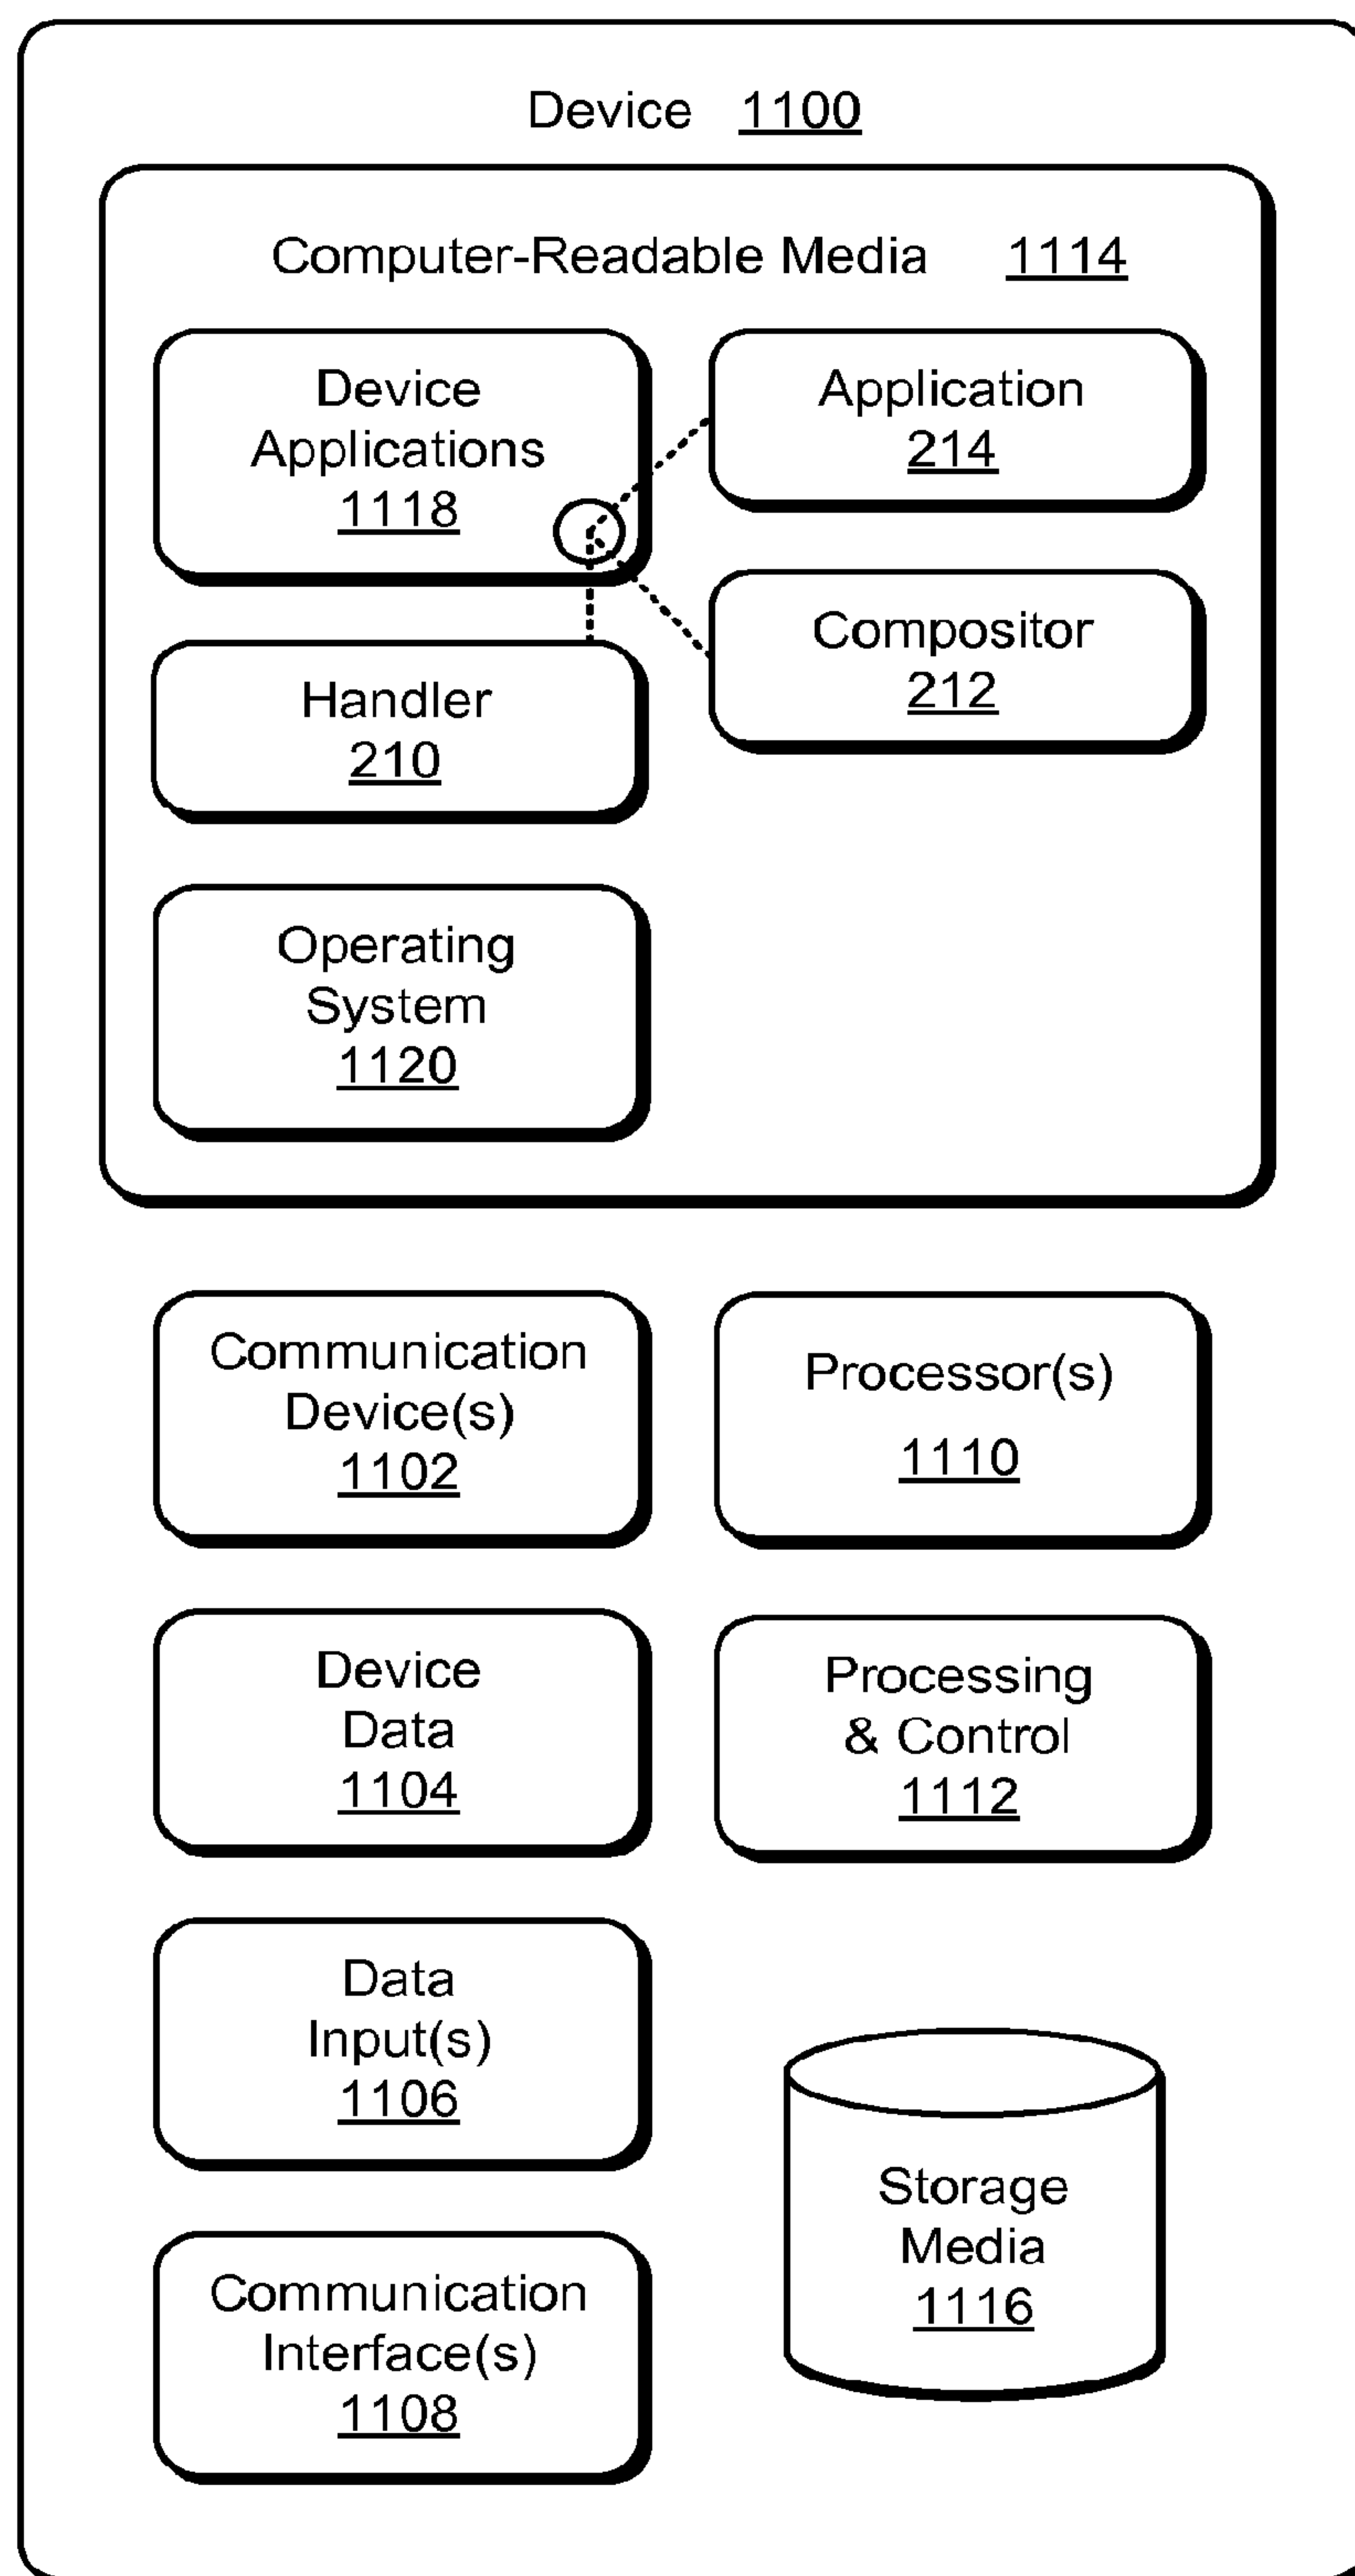 Device 1100
Computer-Readable Media 1114
Device
Applications
1118
Application
214
Compositor
212
Handler
210
Operating
System
1120
Communication
Device(s)
1102
Processor(s)
1110
Device
Data
1104
Processing
& Control
1112
Data
Input(s)
1106
Storage
Media
1116
Communication
Interface(s)
1108